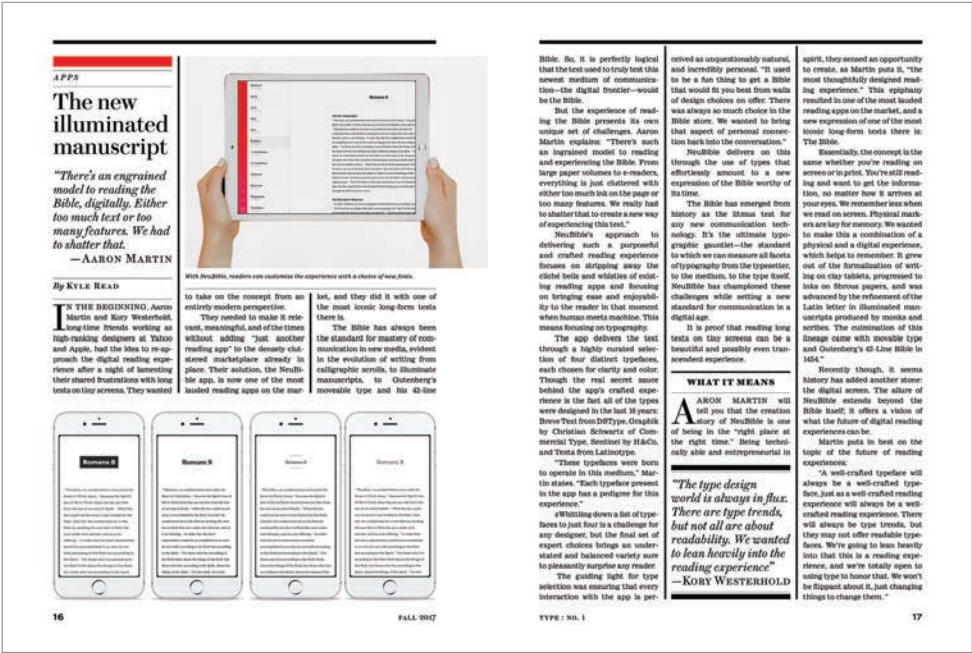 APPS
The new
illuminated
manuscript
“There’s an engrained
model to reading the
Bible, digitally. Either
too much text or too
many features. We had
to shatter that.
—AARON MARTIN
By KYLE READ
IN THE BEGINNING, Aaron
Martin and Kory Westerhold,
long-time friends working as
high-ranking designers at Yahoo
and Apple, had the idea to re-ap-
proach the digital reading expe-
rience after a night of lamenting
their shared frustrations with long
texts on tiny screens. They wanted
With NeuBible, readers can customize the experience with a choice of new fonts.
to take on the concept from an
entirely modern perspective.
They needed to make it rele-
vant, meaningful, and of the times
without adding “just another
reading app” to the densely clut-
stered marketplace already in
place. Their solution, the NeuBi-
ble app, is now one of the most
lauded reading apps on the mar-
ket, and they did it with one of
the most iconic long-form texts
there is.
The Bible has always been
the standard for mastery of com-
munication in new media, evident
in the evolution of writing from
calligraphic scrolls, to illuminate
manuscripts, to Gutenberg’s
moveable type and his 42-line
Romans 8
Romans 8
Romans 8
Romans 8
Romans 8
16
FALL 2017
Bible. So, it is perfectly logical
that the text used to truly test this
newest medium of communica-
tion—the digital frontier—would
be the Bible.
But the experience of read-
ing the Bible presents its own
unique set of challenges. Aaron
Martin explains: “There’s such
an ingrained model to reading
and experiencing the Bible. From
large paper volumes to e-readers,
everything is just cluttered with
either too much ink on the page or
too many features. We really had
to shatter that to create a new way
of experiencing this text.”
NeuBible’s approach to
delivering such a purposeful
and crafted reading experience
focuses on stripping away the
cliché bells and whistles of exist-
ing reading apps and focusing
on bringing ease and enjoyabil-
ity to the reader in that moment
when human meets machine. This
means focusing on typography.
The app delivers the text
through a highly curated selec-
tion of four distinct typefaces,
each chosen for clarity and color.
Though the real secret sauce
behind the app’s crafted expe-
rience is the fact all of the types
were designed in the last 18 years:
Breve Text from DSType, Graphik
by Christian Schwartz of Com-
mercial Type, Sentinel by H&Co,
and Texta from Latinotype.
“These typefaces were born
to operate in this medium,” Mar-
tin states. “Each typeface present
in the app has a pedigree for this
experience.”
sWhittling down a list of type-
faces to just four is a challenge for
any designer, but the final set of
expert choices brings an under-
stated and balanced variety sure
to pleasantly surprise any reader.
The guiding light for type
selection was ensuring that every
interaction with the app is per-
ceived as unquestionably natural,
and incredibly personal. “It used
to be a fun thing to get a Bible
that would fit you best from walls
of design choices on offer. There
was always so much choice in the
Bible store. We wanted to bring
that aspect of personal connec-
tion back into the conversation.”
NeuBible delivers on this
through the use of types that
effortlessly amount to a new
expression of the Bible worthy of
its time.
The Bible has emerged from
history as the litmus test for
any new communication tech-
nology. It’s the ultimate typo-
graphic gauntlet—the standard
to which we can measure all facets
of typography from the typesetter,
to the medium, to the type itself.
NeuBible has championed these
challenges while setting a new
standard for communication in a
digital age.
It is proof that reading long
texts on tiny screens can be a
beautiful and possibly even tran-
scendent experience.
WHAT IT MEANS
AARON MARTIN will
tell you that the creation
story of NeuBible is one
of being in the “right place at
the right time.” Being techni-
cally able and entrepreneurial in
“The type design
world is always in flux.
There are type trends,
but not all are about
readability. We wanted
to lean heavily into the
reading experience”
—KORY WESTERHOLD
spirit, they sensed an opportunity
to create, as Martin puts it, “the
most thoughtfully designed read-
ing experience.” This epiphany
resulted in one of the most lauded
reading apps on the market, and a
new expression of one of the most
iconic long-form texts there is:
The Bible.
Essentially, the concept is the
same whether you’re reading on
screen or in print. You’re still read-
ing and want to get the informa-
tion, no matter how it arrives at
your eyes. We remember less when
we read on screen. Physical mark-
ers are key for memory. We wanted
to make this a combination of a
physical and a digital experience,
which helps to remember. It grew
out of the formalisation of writ-
ing on clay tablets, progressed to
inks on fibrous papers, and was
advanced by the refinement of the
Latin letter in illuminated man-
uscripts produced by monks and
scribes. The culmination of this
lineage came with movable type
and Gutenberg’s 42-Line Bible in
1454.”
Recently though, it seems
history has added another stone:
the digital screen. The allure of
NeuBible extends beyond the
Bible itself; it offers a vision of
what the future of digital reading
experiences can be.
Martin puts in best on the
topic of the future of reading
experiences:
“A well-crafted typeface will
always be a well-crafted type-
face, just as a well-crafted reading
experience will always be a well-
crafted reading experience. There
will always be type trends, but
they may not offer readable type-
faces. We’re going to lean heavily
into that this is a reading expe-
rience, and we’re totally open to
using type to honor that. We won’t
be flippant about it, just changing
things to change them.”
TYPE : NO. 1
17